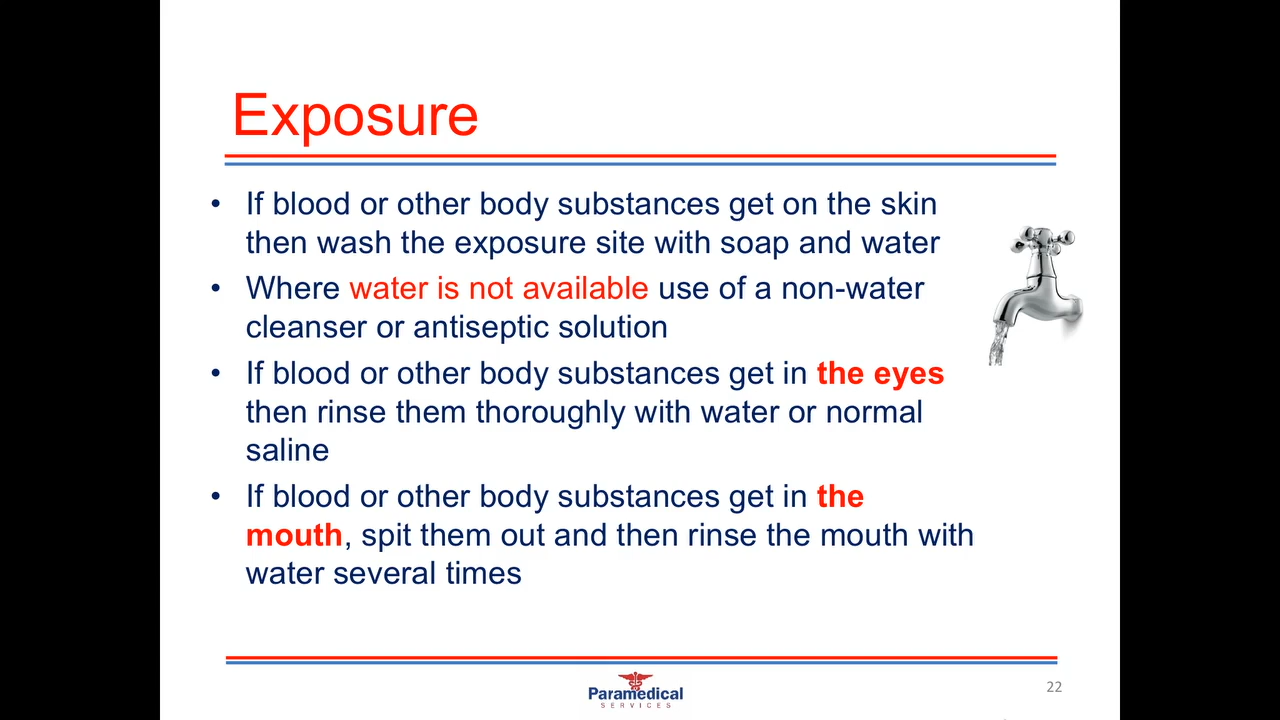 Exposure
• If blood or other body substances get on the skin
then wash the exposure site with soap and water
• Where water is not available use of a non-water
cleanser or antiseptic solution
• If blood or other body substances get in the eyes
then rinse them thoroughly with water or normal
saline
• If blood or other body substances get in the
mouth, spit them out and then rinse the mouth with
water several times
Paramedical
SERVICES
22